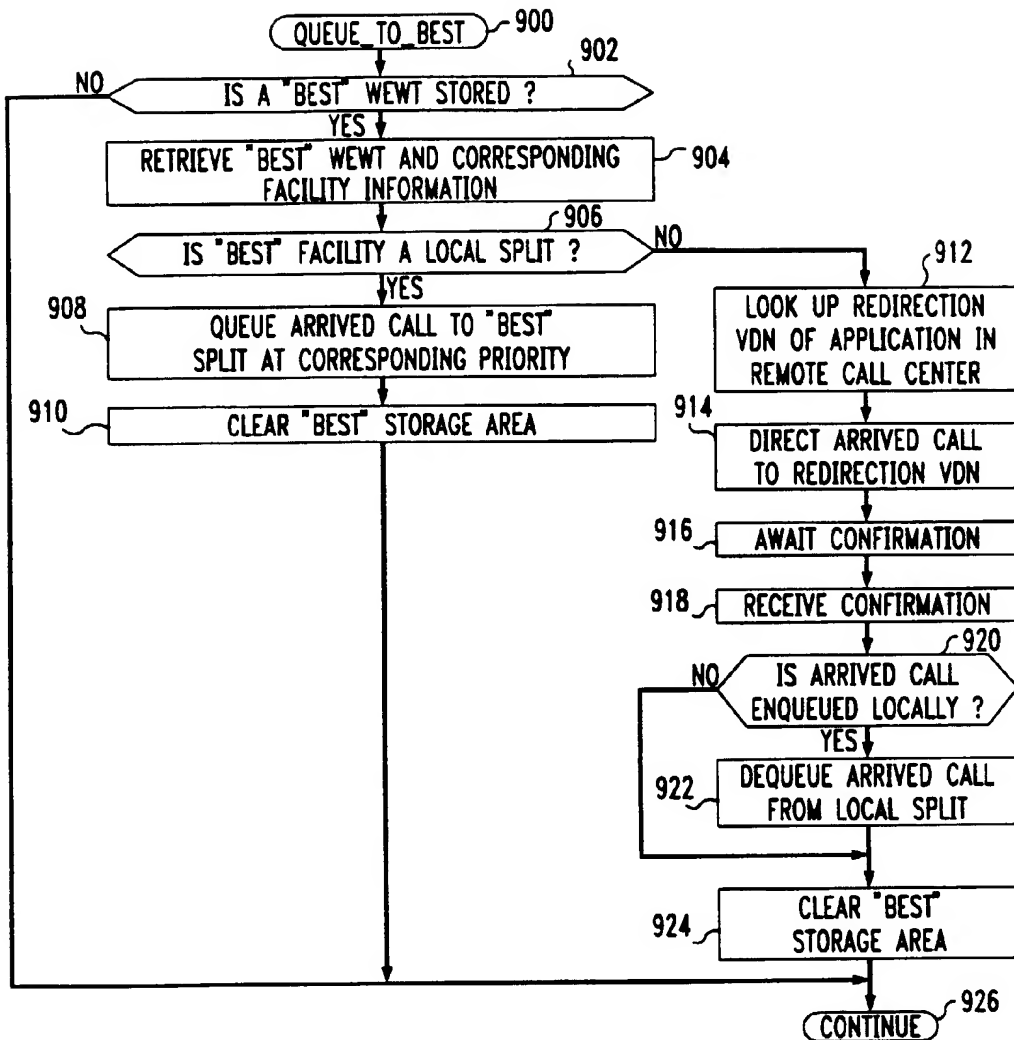 QUEUE_TO_BEST
900
902
NO
IS A "BEST" WEWT STORED ?
YES
RETRIEVE "BEST" WEWT AND CORRESPONDING
FACILITY INFORMATION
904
906
IS "BEST" FACILITY A LOCAL SPLIT ?
NO
YES
908
QUEUE ARRIVED CALL TO "BEST"
SPLIT AT CORRESPONDING PRIORITY
910
CLEAR "BEST" STORAGE AREA
912
LOOK UP REDIRECTION
VDN OF APPLICATION IN
REMOTE CALL CENTER
914
DIRECT ARRIVED CALL
TO REDIRECTION VDN
916
AWAIT CONFIRMATION
918
RECEIVE CONFIRMATION
920
NO
IS ARRIVED CALL
ENQUEUED LOCALLY ?
YES
922
DEQUEUE ARRIVED CALL
FROM LOCAL SPLIT
924
CLEAR "BEST"
STORAGE AREA
CONTINUE
926